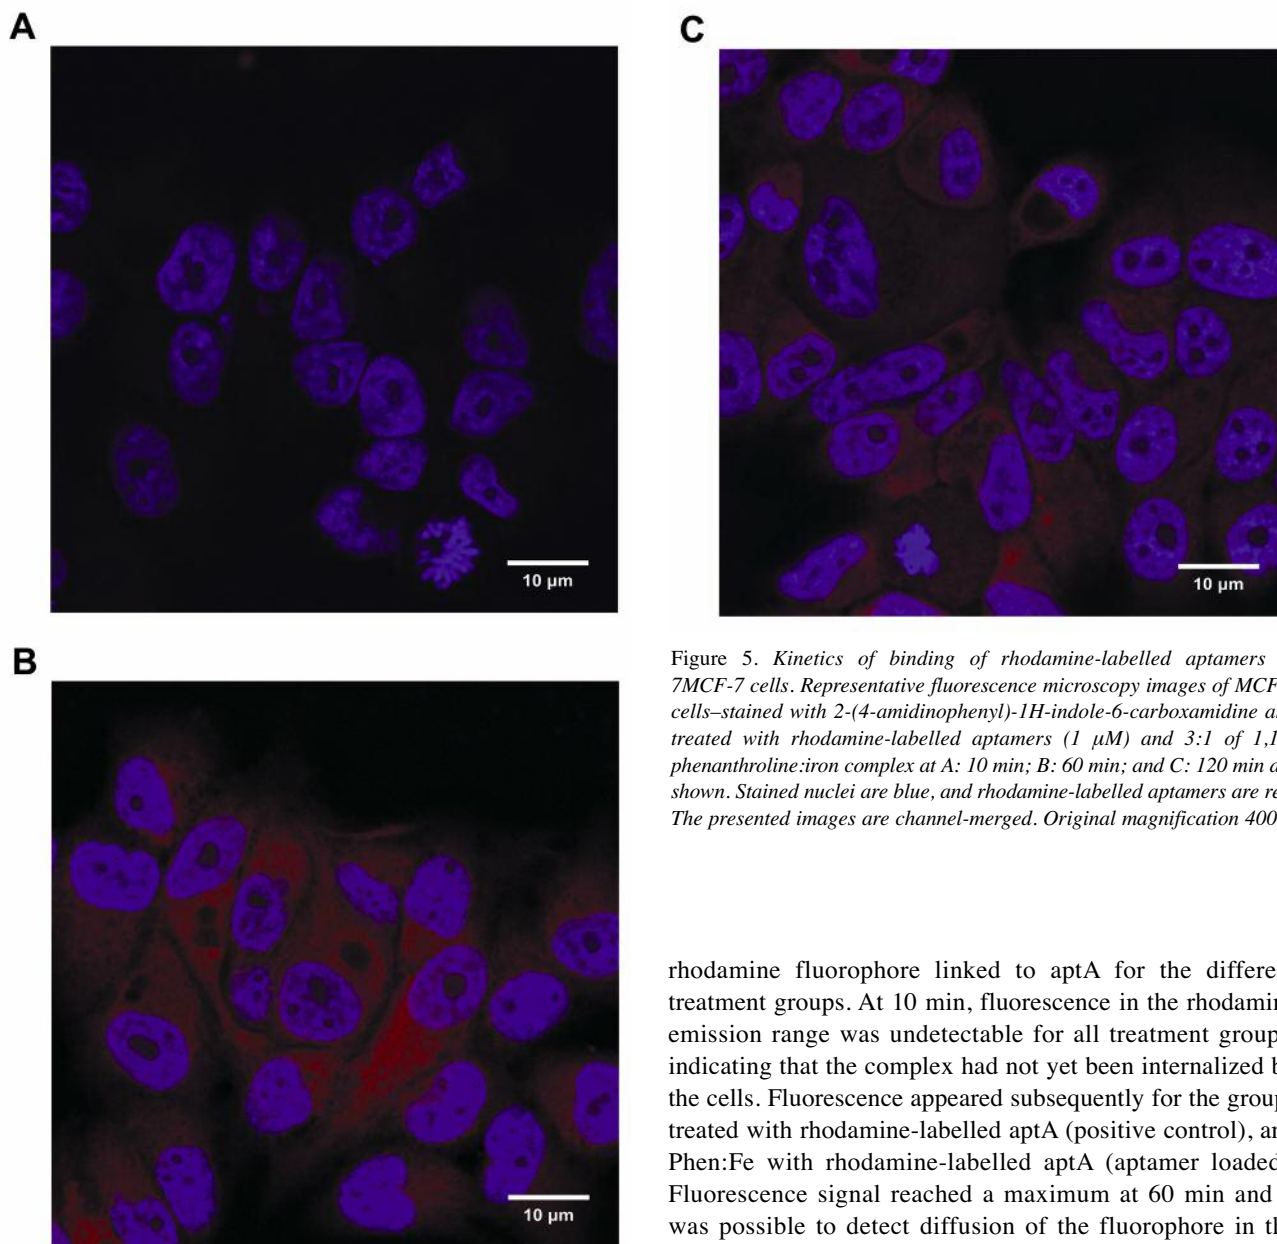 A
10 µm
B
10 µm
C
10 µm
Figure 5. Kinetics of binding of rhodamine-labelled aptamers
7MCF-7 cells. Representative fluorescence microscopy images of MCF
cells–stained with 2-(4-amidinophenyl)-1H-indole-6-carboxamidine
treated with rhodamine-labelled aptamers (1 µM) and 3:1 of 1,1
phenanthroline:iron complex at A: 10 min; B: 60 min; and C: 120 min
shown. Stained nuclei are blue, and rhodamine-labelled aptamers are
The presented images are channel-merged. Original magnification 400
rhodamine fluorophore linked to aptA for the
treatment groups. At 10 min, fluorescence in the
emission range was undetectable for all treatment
indicating that the complex had not yet been internalized
the cells. Fluorescence appeared subsequently for the
treated with rhodamine-labelled aptA (positive control),
Phen:Fe with rhodamine-labelled aptA (aptamer loaded
Fluorescence signal reached a maximum at 60 min and
was possible to detect diffusion of the fluorophore in